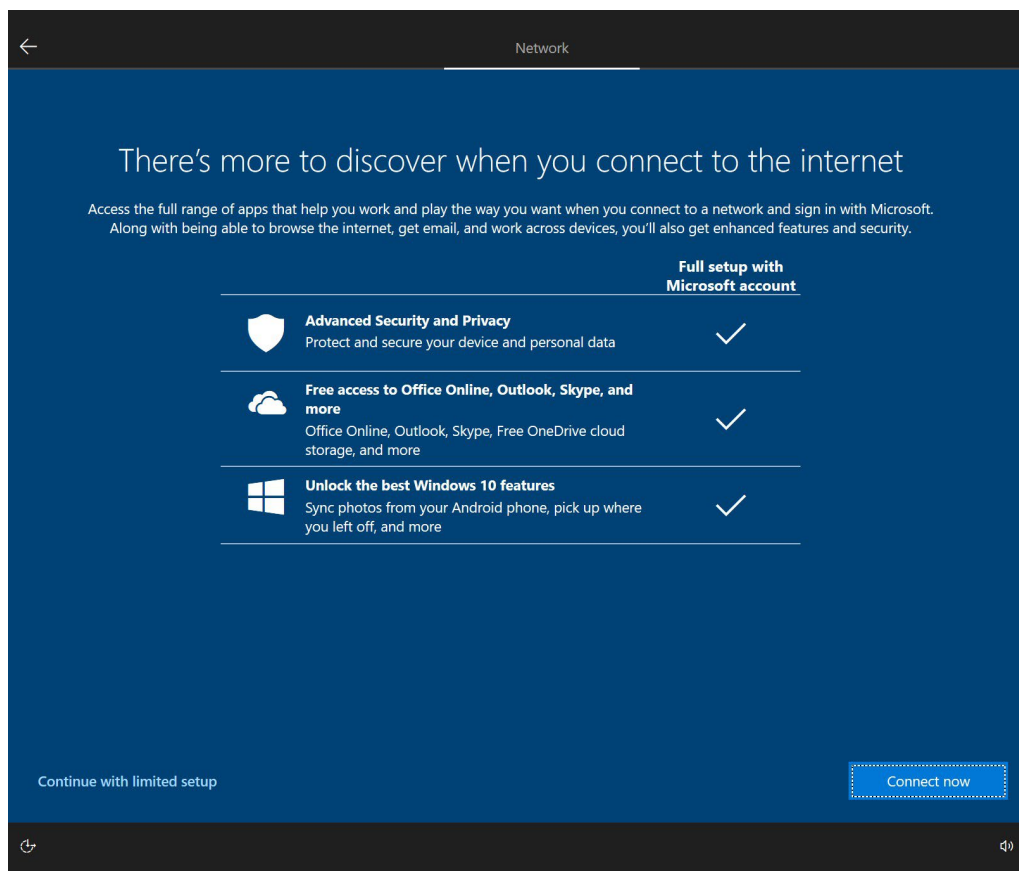 Network
There’s more to discover when you connect to the internet
Access the full range of apps that help you work and play the way you want when you connect to a network and sign in with Microsoft.
Along with being able to browse the internet, get email, and work across devices, you’ll also get enhanced features and security.
Full setup with
Microsoft account
Advanced Security and Privacy
Protect and secure your device and personal data
Free access to Office Online, Outlook, Skype, and
more
Office Online, Outlook, Skype, Free OneDrive cloud
storage, and more
Unlock the best Windows 10 features
Sync photos from your Android phone, pick up where
you left off, and more
Continue with limited setup
Connect now